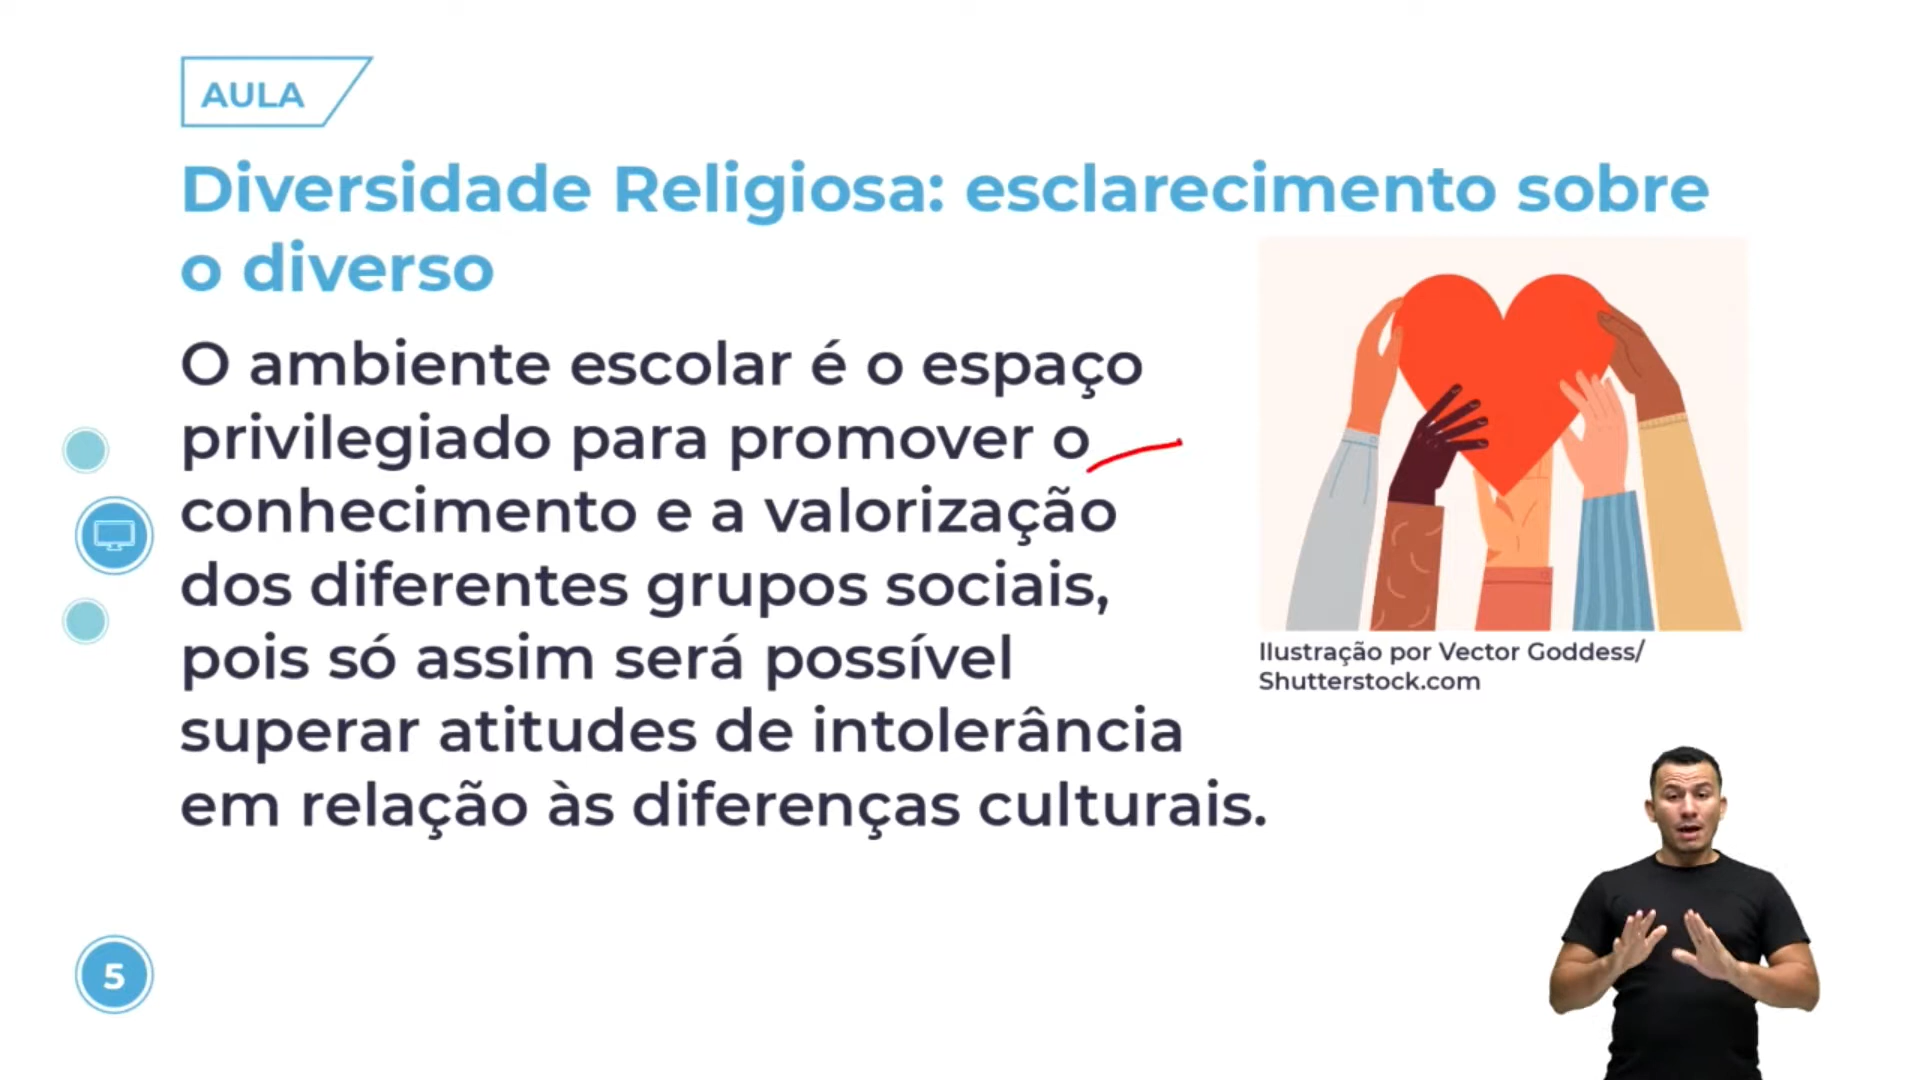 AULA
Diversidade Religiosa: esclarecimento sobre
o diverso
O ambiente escolar é o espaço
privilegiado para promover o
conhecimento e a valorização
dos diferentes grupos sociais,
pois só assim será possível
superar atitudes de intolerância
em relação às diferenças culturais.
Ilustração por Vector Goddess/
Shutterstock.com
5